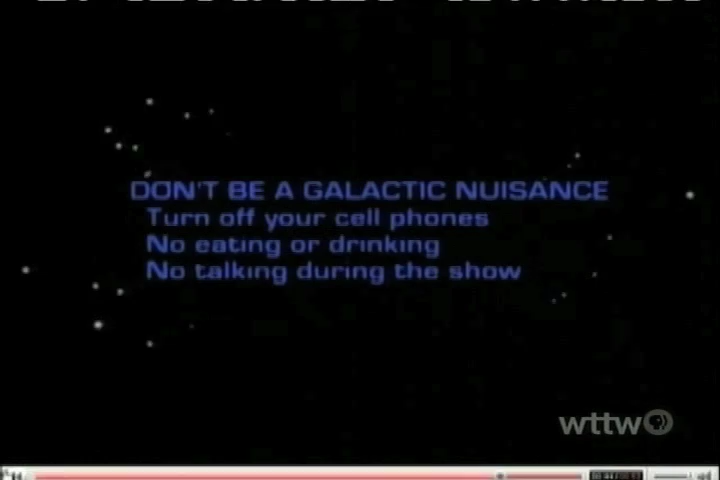 DON'T BE A GALACTIC NUISANCE
Turn off your cell phones
No eating or drinking
No talking during the show
wttw